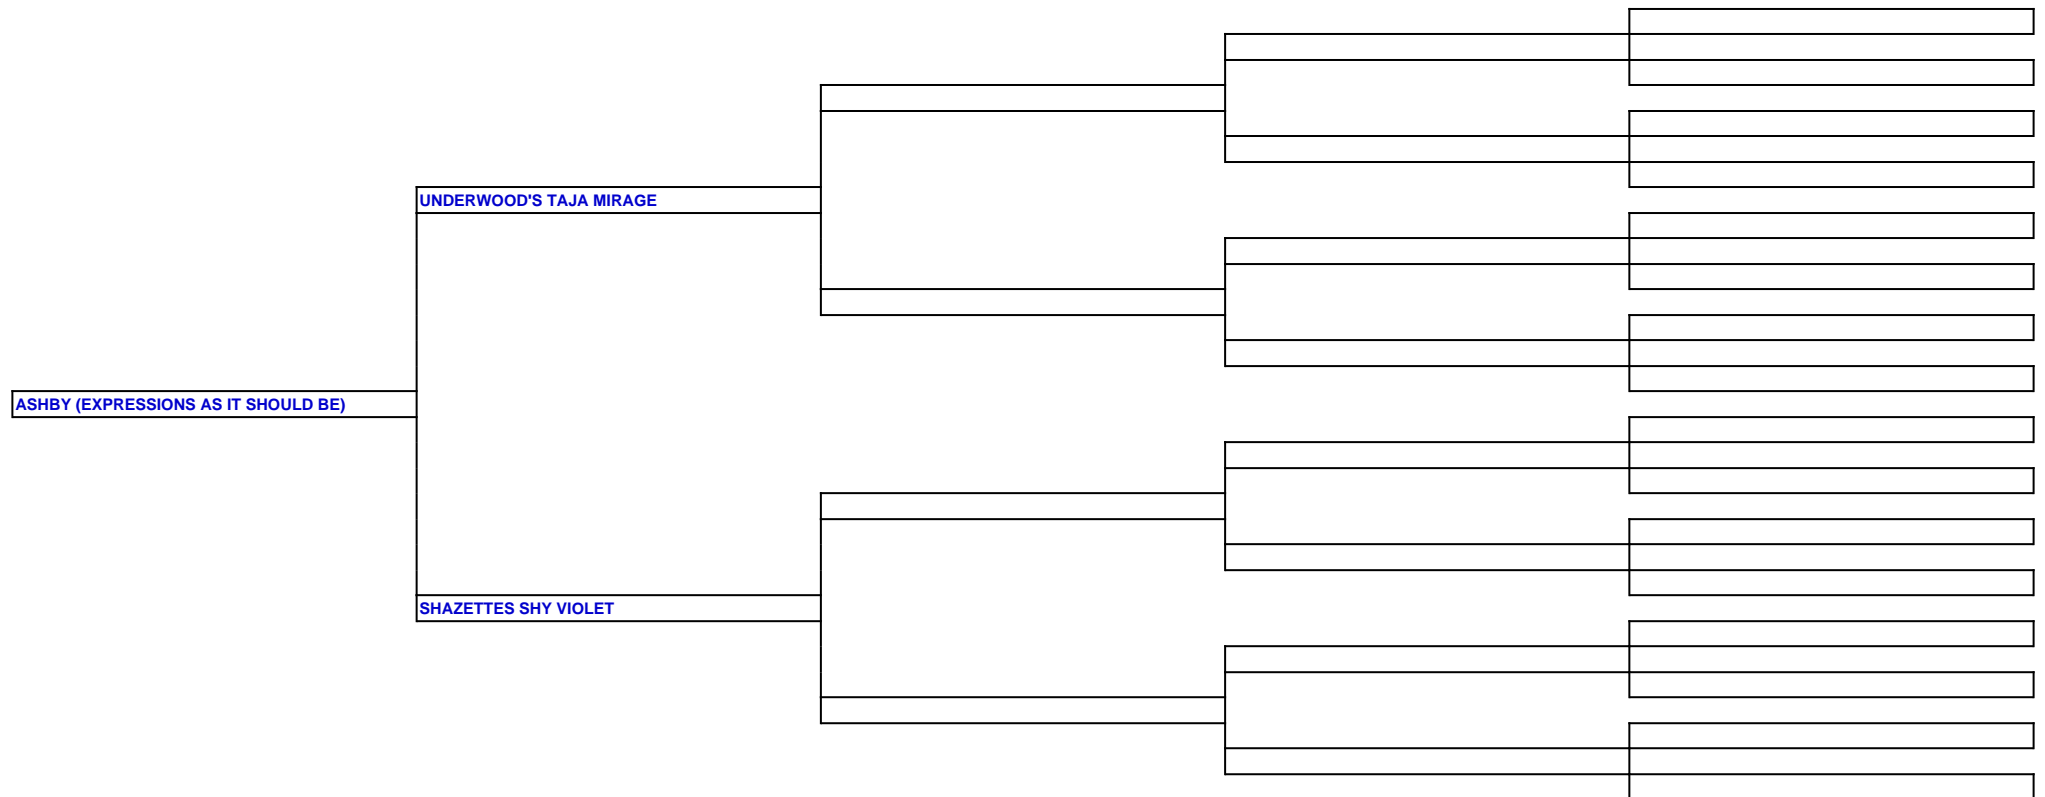 UNDERWOOD'S TAJA MIRAGE
ASHBY (EXPRESSIONS AS IT SHOULD BE)
SHAZETTES SHY VIOLET